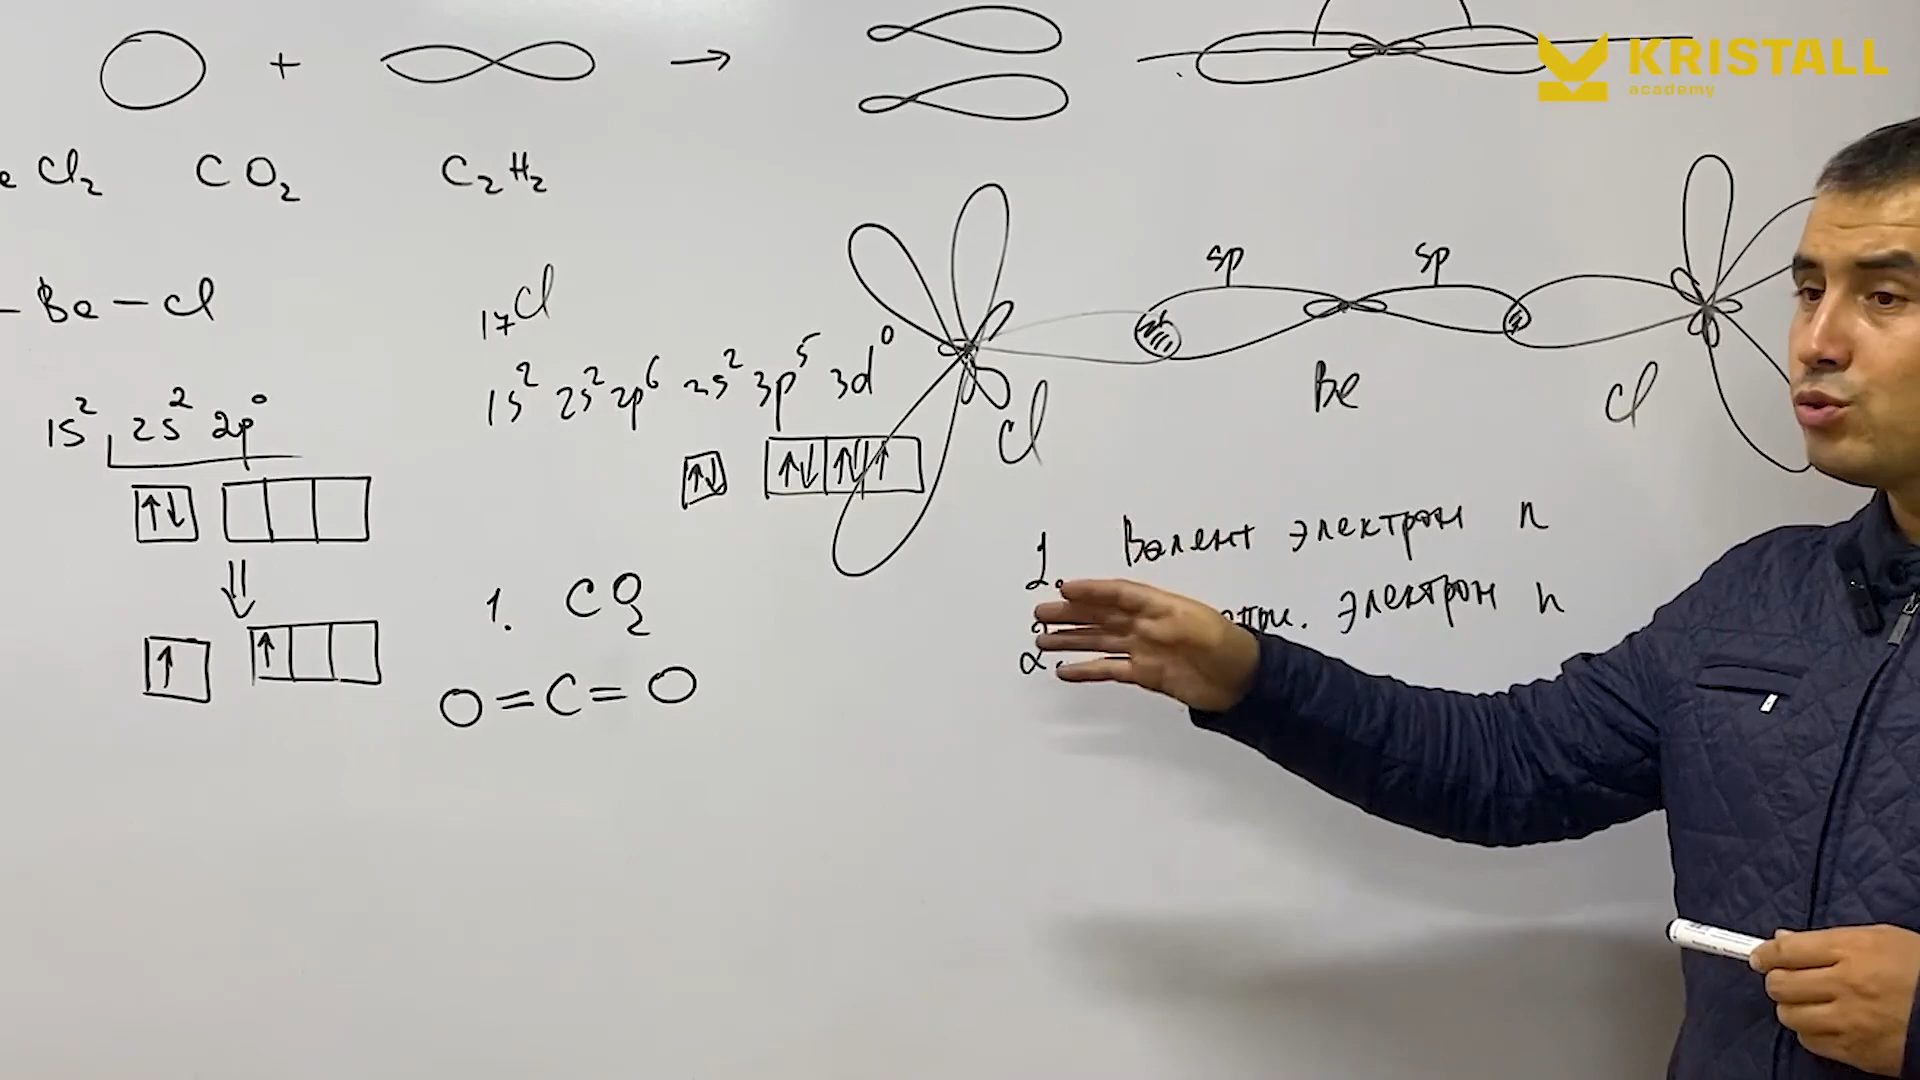 KRISTALL
academy
Cl₂ CO₂ C₂H₂
sp sp
– Be – Cl
₁₇Cl
1s² 2s² 2p⁶ 3s² 3p⁵ 3d⁰
1s² 2s² 2p⁰
Cl Be Cl
1. Валент электрон n
2. электрон n
1. CO₂
O=C=O